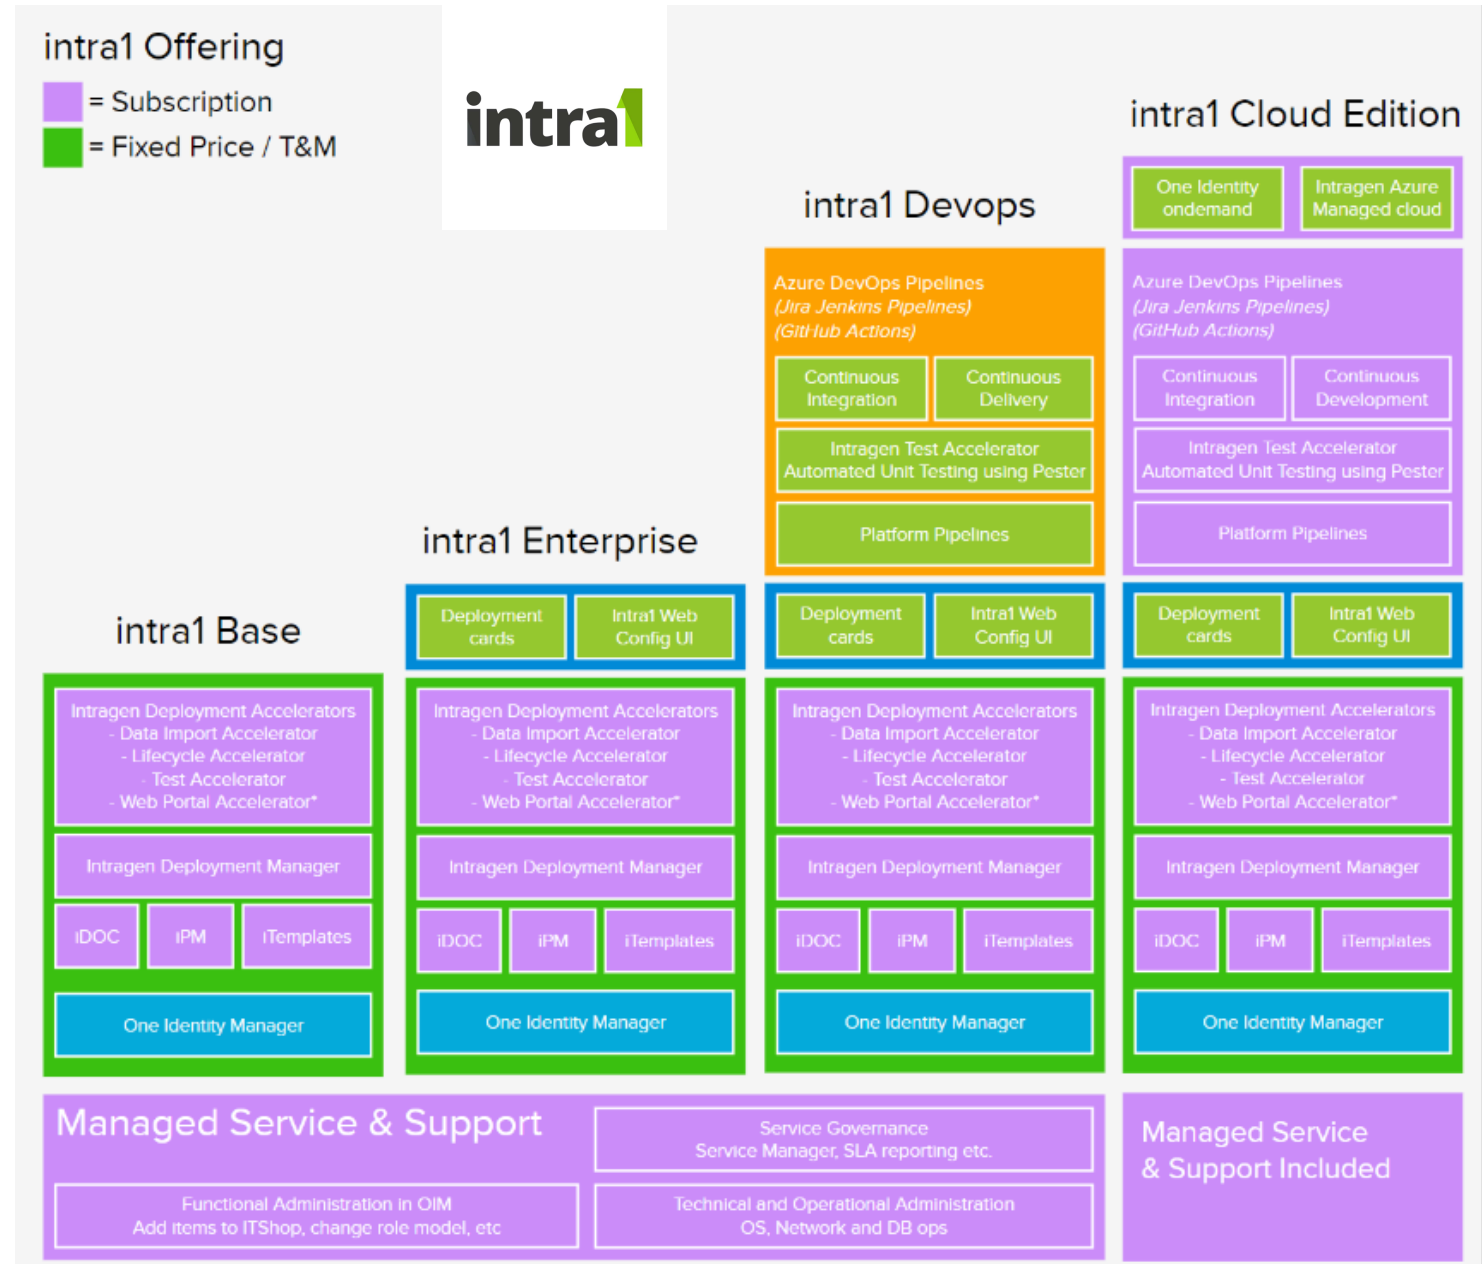 intra1 Offering
= Subscription
= Fixed Price / T&M
intra1
intra1 Base
Intragen Deployment Accelerators
- Data Import Accelerator
- Lifecycle Accelerator
- Test Accelerator
- Web Portal Accelerator*
Intragen Deployment Manager
iDOC
iPM
iTemplates
One Identity Manager
intra1 Enterprise
Deployment
cards
Intra1 Web
Config UI
Intragen Deployment Accelerators
- Data Import Accelerator
- Lifecycle Accelerator
- Test Accelerator
- Web Portal Accelerator*
Intragen Deployment Manager
iDOC
iPM
iTemplates
One Identity Manager
intra1 Devops
Azure DevOps Pipelines
(Jira Jenkins Pipelines)
(GitHub Actions)
Continuous
Integration
Continuous
Delivery
Intragen Test Accelerator
Automated Unit Testing using Pester
Platform Pipelines
Deployment
cards
Intra1 Web
Config UI
Intragen Deployment Accelerators
- Data Import Accelerator
- Lifecycle Accelerator
- Test Accelerator
- Web Portal Accelerator*
Intragen Deployment Manager
iDOC
iPM
iTemplates
One Identity Manager
intra1 Cloud Edition
One Identity
ondemand
Intragen Azure
Managed cloud
Azure DevOps Pipelines
(Jira Jenkins Pipelines)
(GitHub Actions)
Continuous
Integration
Continuous
Development
Intragen Test Accelerator
Automated Unit Testing using Pester
Platform Pipelines
Deployment
cards
Intra1 Web
Config UI
Intragen Deployment Accelerators
- Data Import Accelerator
- Lifecycle Accelerator
- Test Accelerator
- Web Portal Accelerator*
Intragen Deployment Manager
iDOC
iPM
iTemplates
One Identity Manager
Managed Service & Support
Service Governance
Service Manager, SLA reporting etc.
Functional Administration in OIM
Add items to ITShop, change role model, etc
Technical and Operational Administration
OS, Network and DB ops
Managed Service
& Support Included